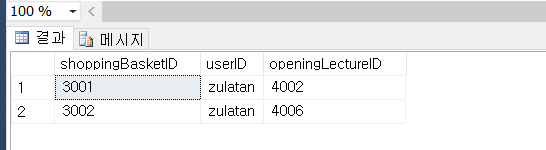 100 %
결과 메시지
shoppingBasketID userID openingLectureID
1 3001 zulatan 4002
2 3002 zulatan 4006